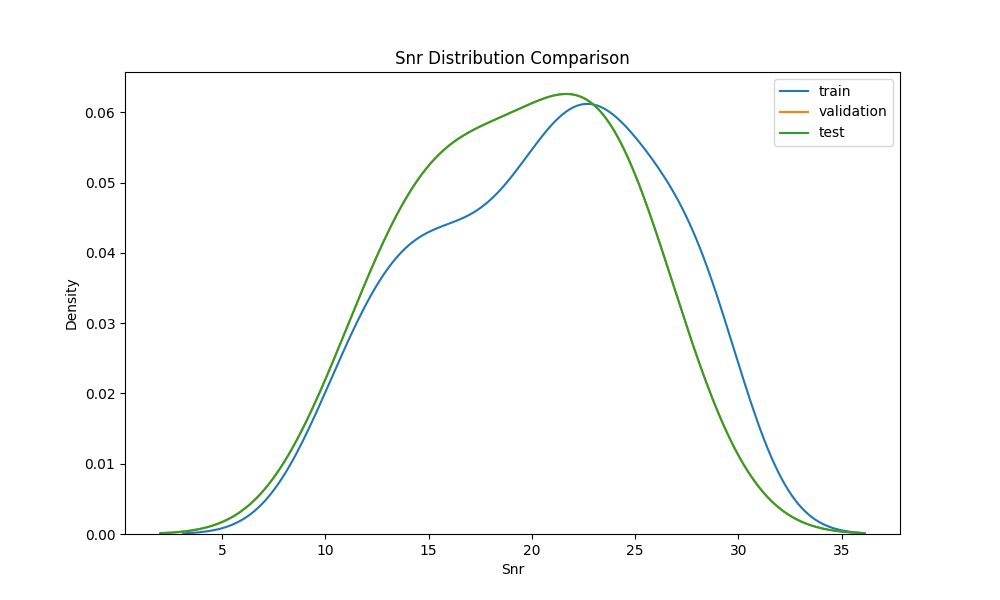 Snr Distribution Comparison
train
validation
test
Density
0.06
0.05
0.04
0.03
0.02
0.01
0.00
5 10 15 20 25 30 35
Snr